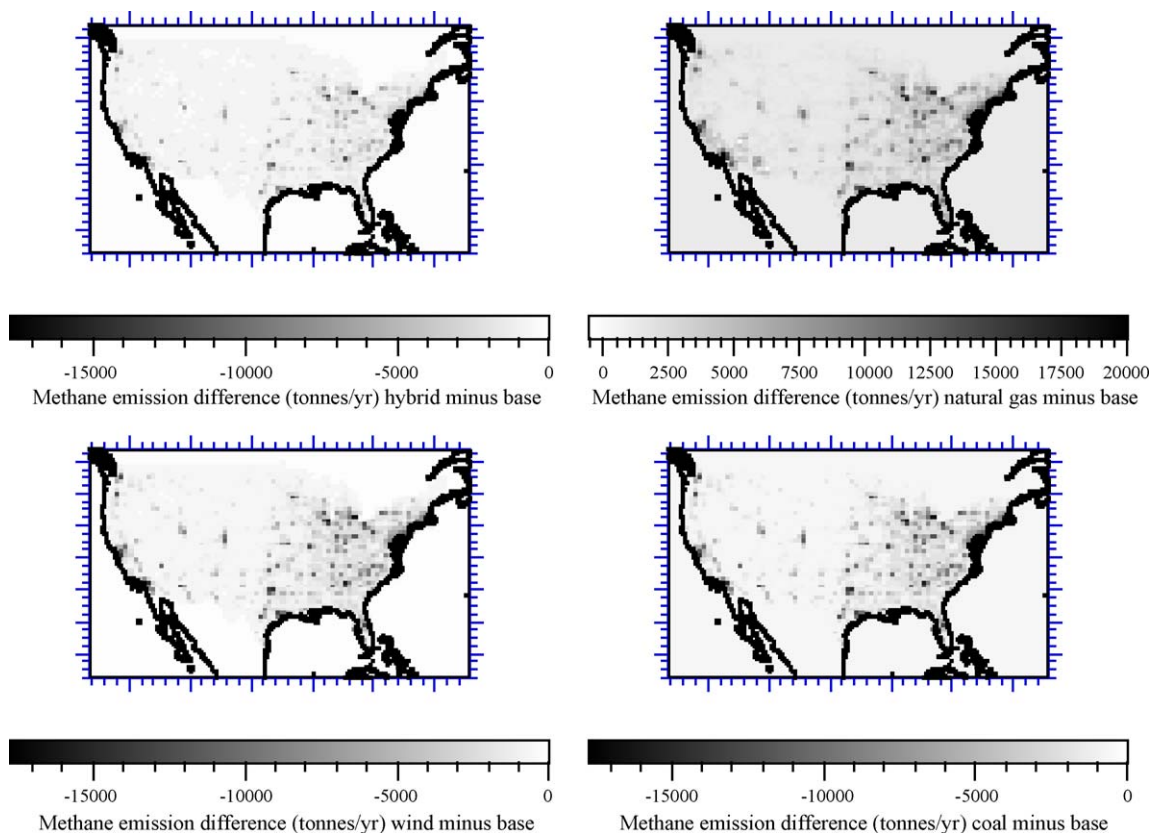 -15000 -10000 -5000 0
Methane emission difference (tonnes/yr) hybrid minus base
0 2500 5000 7500 10000 12500 15000 17500 20000
Methane emission difference (tonnes/yr) natural gas minus base
-15000 -10000 -5000 0
Methane emission difference (tonnes/yr) wind minus base
-15000 -10000 -5000 0
Methane emission difference (tonnes/yr) coal minus base